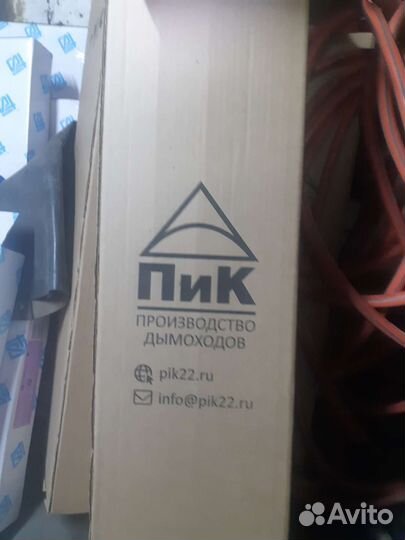 ПиК
ПРОИЗВОДСТВО
ДЫМОХОДОВ
pik22.ru
info@pik22.ru
Avito